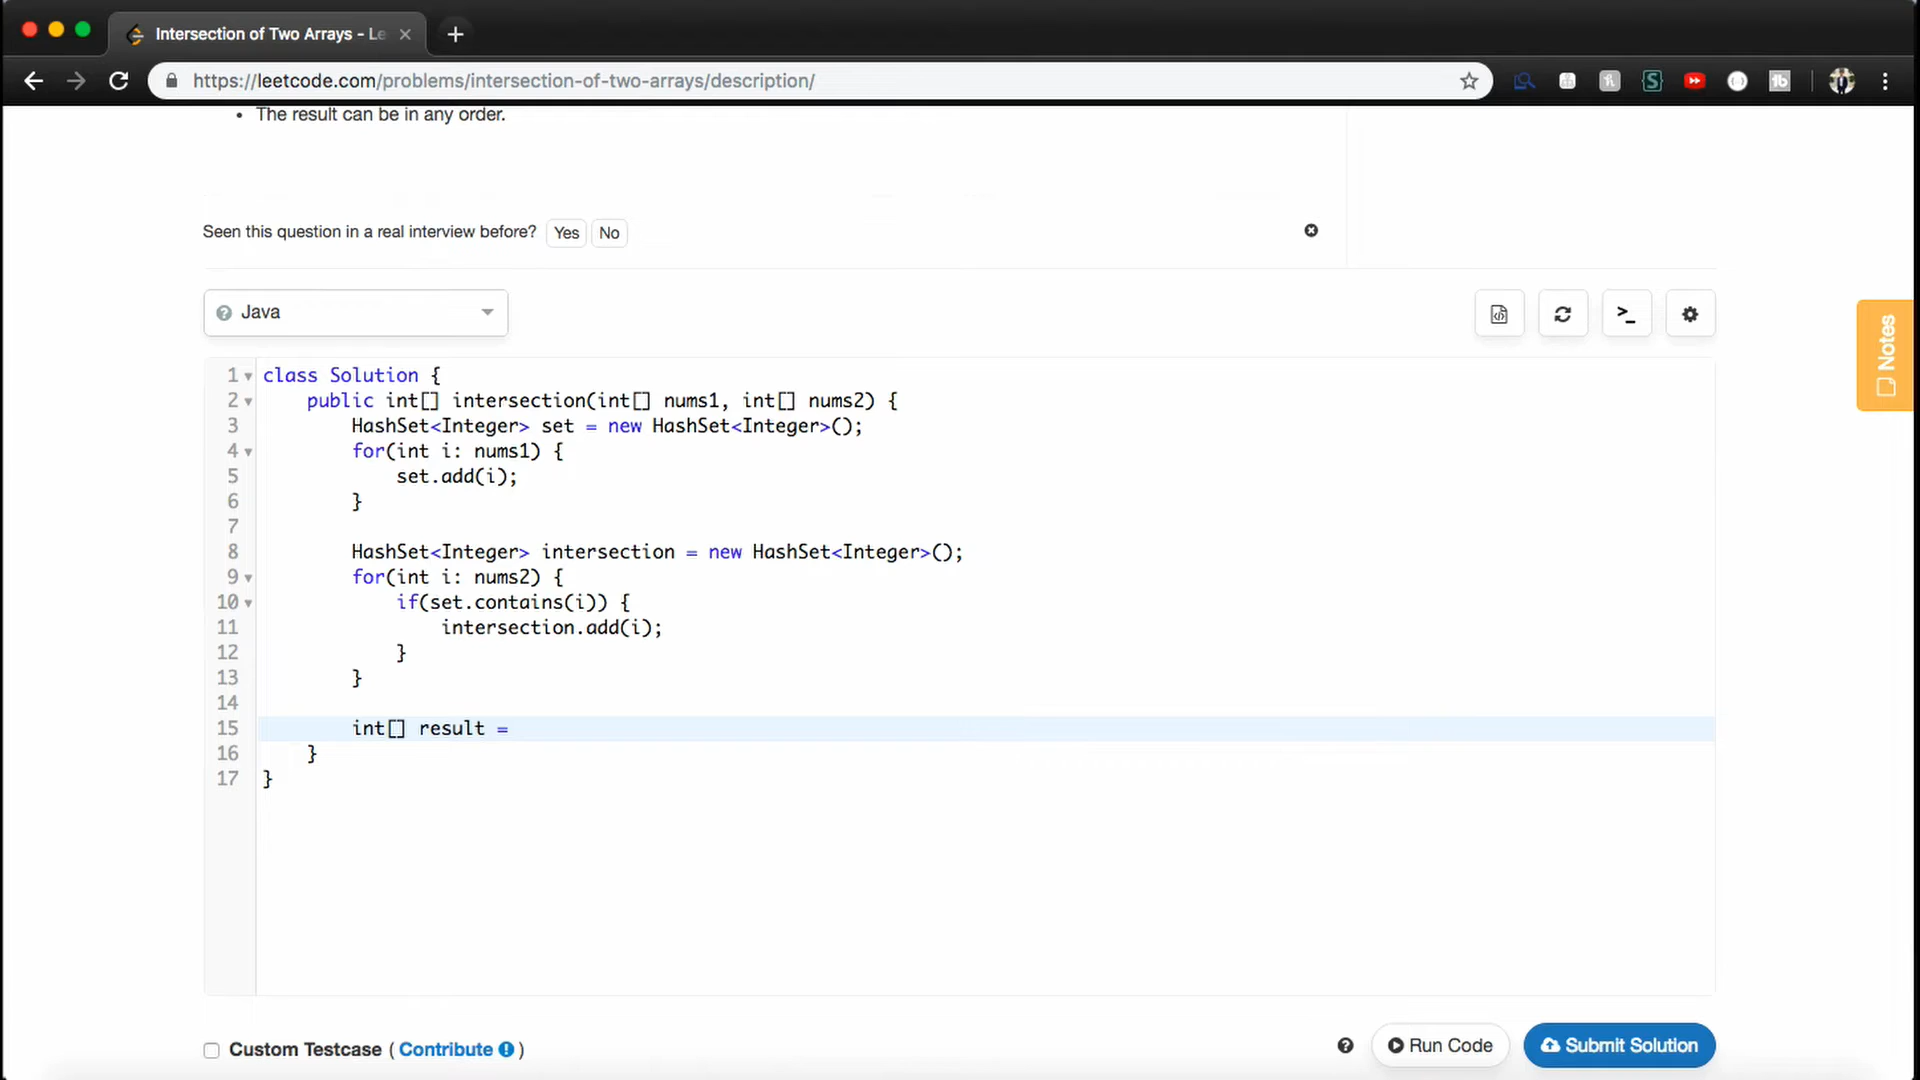 Intersection of Two Arrays - Le
https://leetcode.com/problems/intersection-of-two-arrays/description/
• The result can be in any order.
Seen this question in a real interview before? Yes No
Java
>_
Notes
1 class Solution {
2 public int[] intersection(int[] nums1, int[] nums2) {
3 HashSet<Integer> set = new HashSet<Integer>();
4 for(int i: nums1) {
5 set.add(i);
6 }
7
8 HashSet<Integer> intersection = new HashSet<Integer>();
9 for(int i: nums2) {
10 if(set.contains(i)) {
11 intersection.add(i);
12 }
13 }
14
15 int[] result =
16 }
17 }
Custom Testcase ( Contribute )
Run Code
Submit Solution